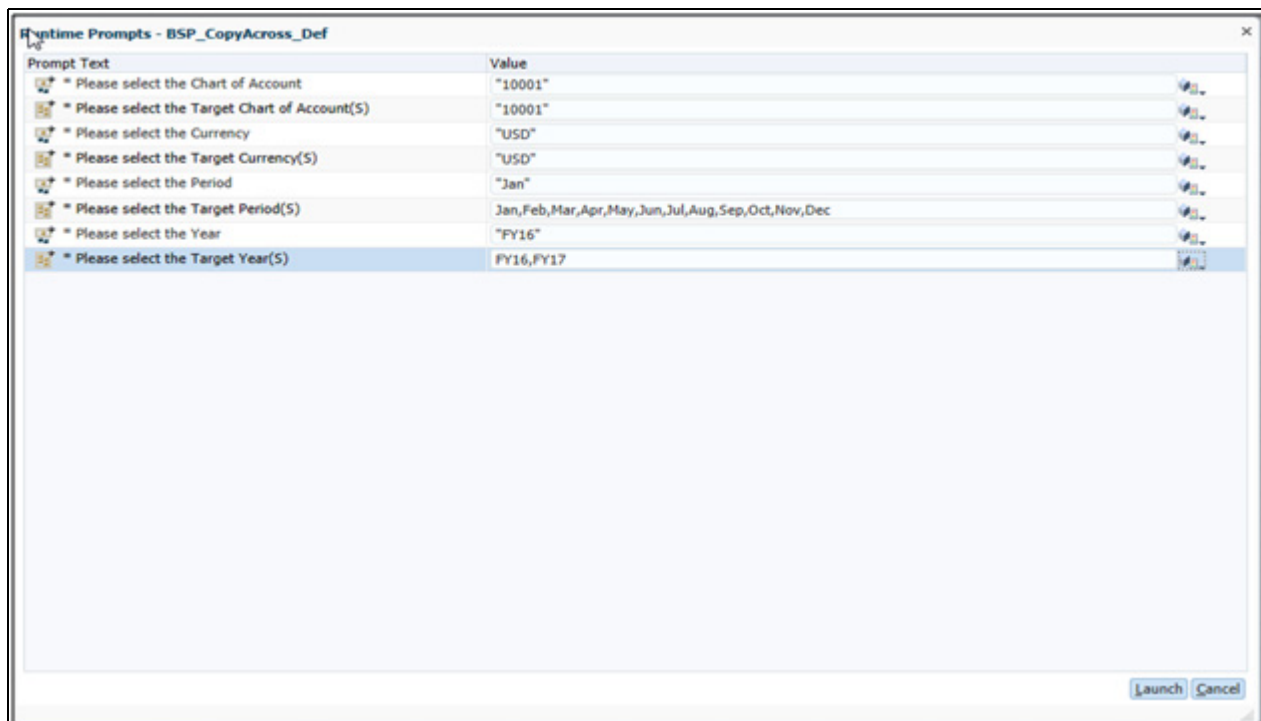 Runtime Prompts - BSP_CopyAcross_Def
Prompt Text Value
* Please select the Chart of Account "10001"
* Please select the Target Chart of Account(S) "10001"
* Please select the Currency "USD"
* Please select the Target Currency(S) "USD"
* Please select the Period "Jan"
* Please select the Target Period(S) Jan,Feb,Mar,Apr,May,Jun,Jul,Aug,Sep,Oct,Nov,Dec
* Please select the Year "FY16"
* Please select the Target Year(S) FY16,FY17
Launch Cancel